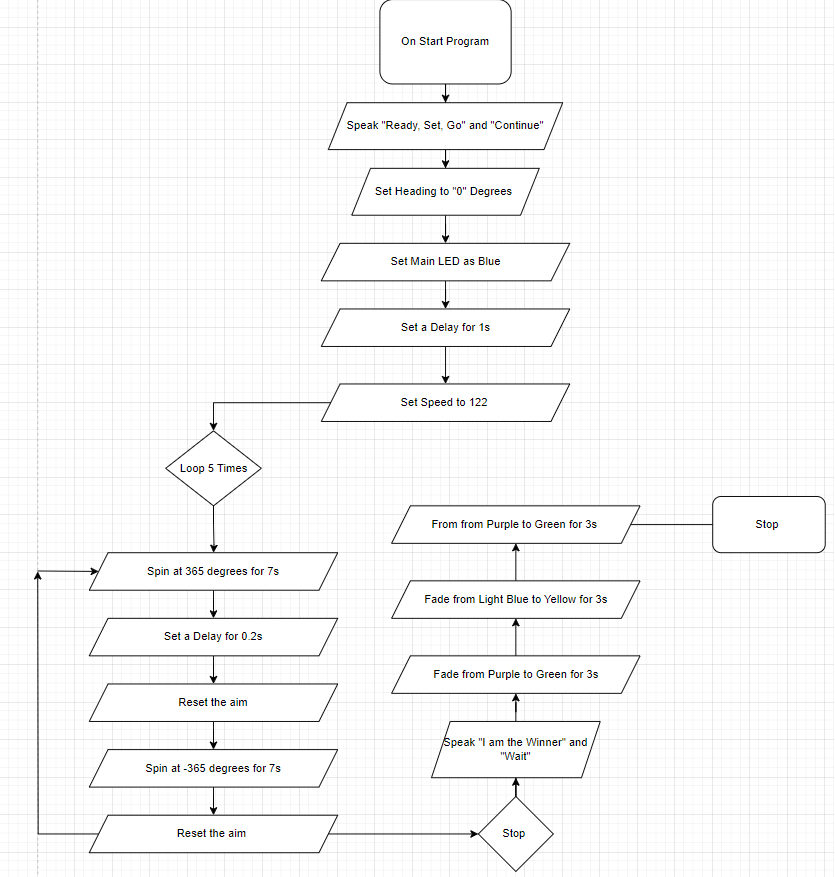 On Start Program
Speak "Ready, Set, Go" and "Continue"
Set Heading to "0" Degrees
Set Main LED as Blue
Set a Delay for 1s
Set Speed to 122
Loop 5 Times
Spin at 365 degrees for 7s
Set a Delay for 0.2s
Reset the aim
Spin at -365 degrees for 7s
Reset the aim
Stop
Speak "I am the Winner" and
"Wait"
Fade from Purple to Green for 3s
Fade from Light Blue to Yellow for 3s
From from Purple to Green for 3s
Stop